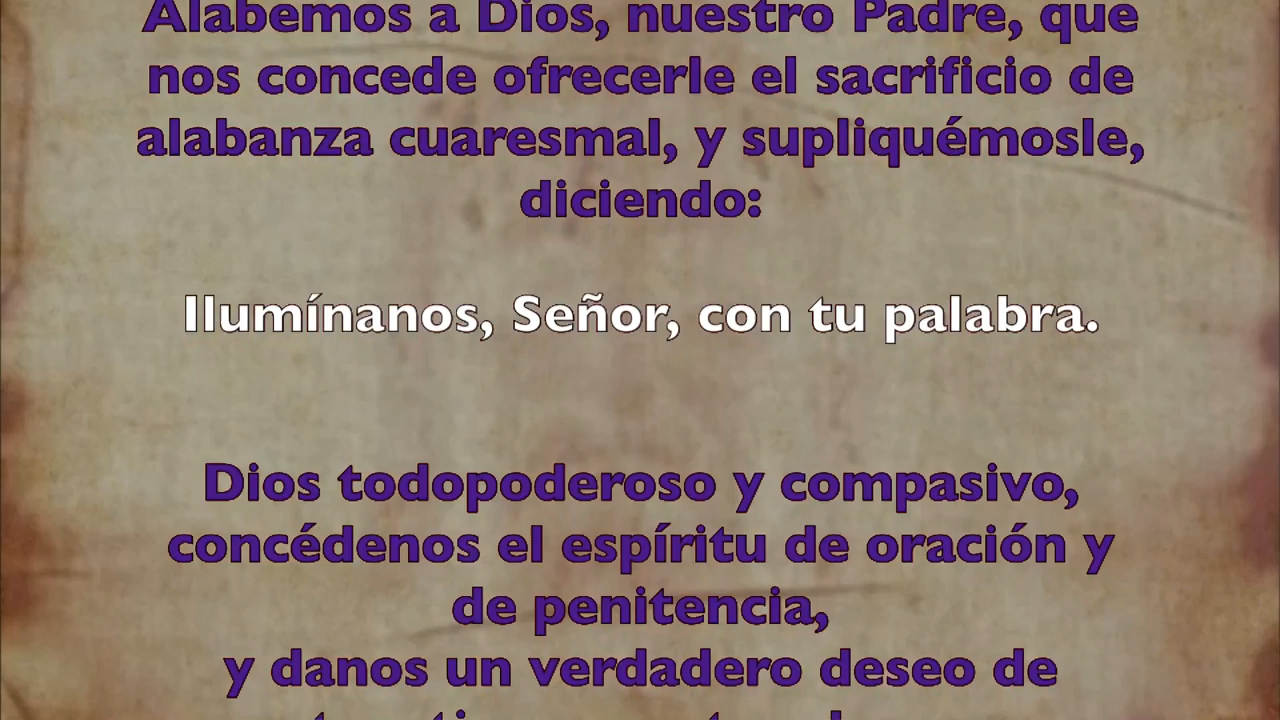 Alabemos a Dios, nuestro Padre, que
nos concede ofrecerle el sacrificio de
alabanza cuaresmal, y supliquémosle,
diciendo:
Ilumínanos, Señor, con tu palabra.
Dios todopoderoso y compasivo,
concédenos el espíritu de oración y
de penitencia,
y danos un verdadero deseo de